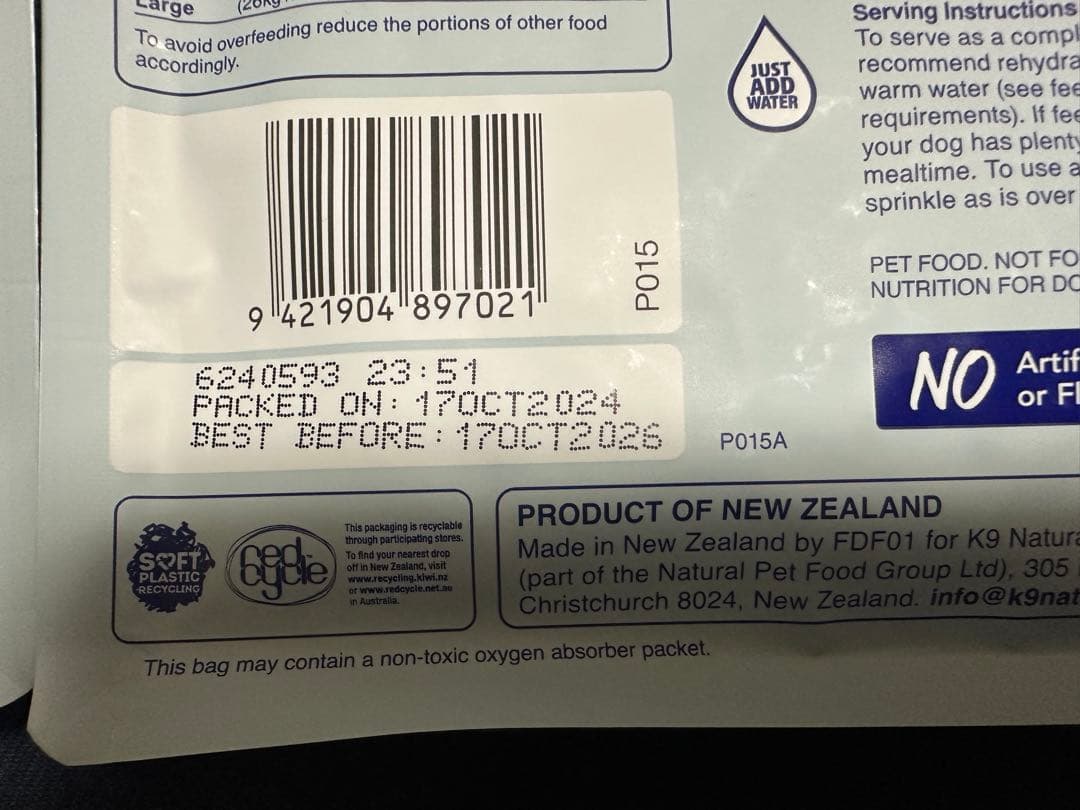 Large (20kg
To avoid overfeeding reduce the portions of other food
accordingly.
9 421904 897021
P015
6240593 23:51
PACKED ON: 17OCT2024
BEST BEFORE: 17OCT2026
P015A
SOFT
PLASTIC
RECYCLING
red
cycle
This packaging is recyclable
through participating stores.
To find your nearest drop
off in New Zealand, visit
www.recycling.kiwi.nz
or www.redcycle.net.au
in Australia.
PRODUCT OF NEW ZEALAND
Made in New Zealand by FDF01 for K9 Natura
(part of the Natural Pet Food Group Ltd), 305
Christchurch 8024, New Zealand. info@k9nat
This bag may contain a non-toxic oxygen absorber packet.
JUST
ADD
WATER
Serving Instructions
To serve as a compl
recommend rehydra
warm water (see fee
requirements). If fee
your dog has plenty
mealtime. To use a
sprinkle as is over
PET FOOD. NOT FO
NUTRITION FOR DO
NO Artif
or Fl